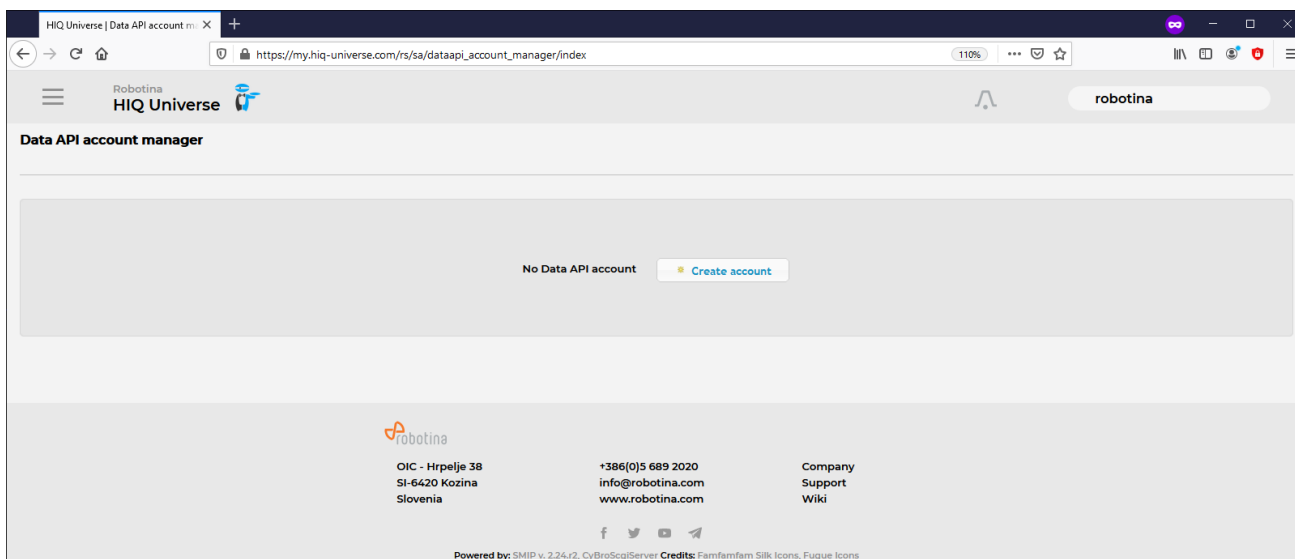 HIQ Universe | Data API account m
https://my.hiq-universe.com/rs/sa/dataapi_account_manager/index
110%
Robotina
HIQ Universe
robotina
Data API account manager
No Data API account
Create account
robotina
OIC - Hrpelje 38
SI-6420 Kozina
Slovenia
+386(0)5 689 2020
info@robotina.com
www.robotina.com
Company
Support
Wiki
Powered by: SMIP v. 2.24.r2, CyBroScgiServer Credits: Famfamfam Silk Icons, Fugue Icons